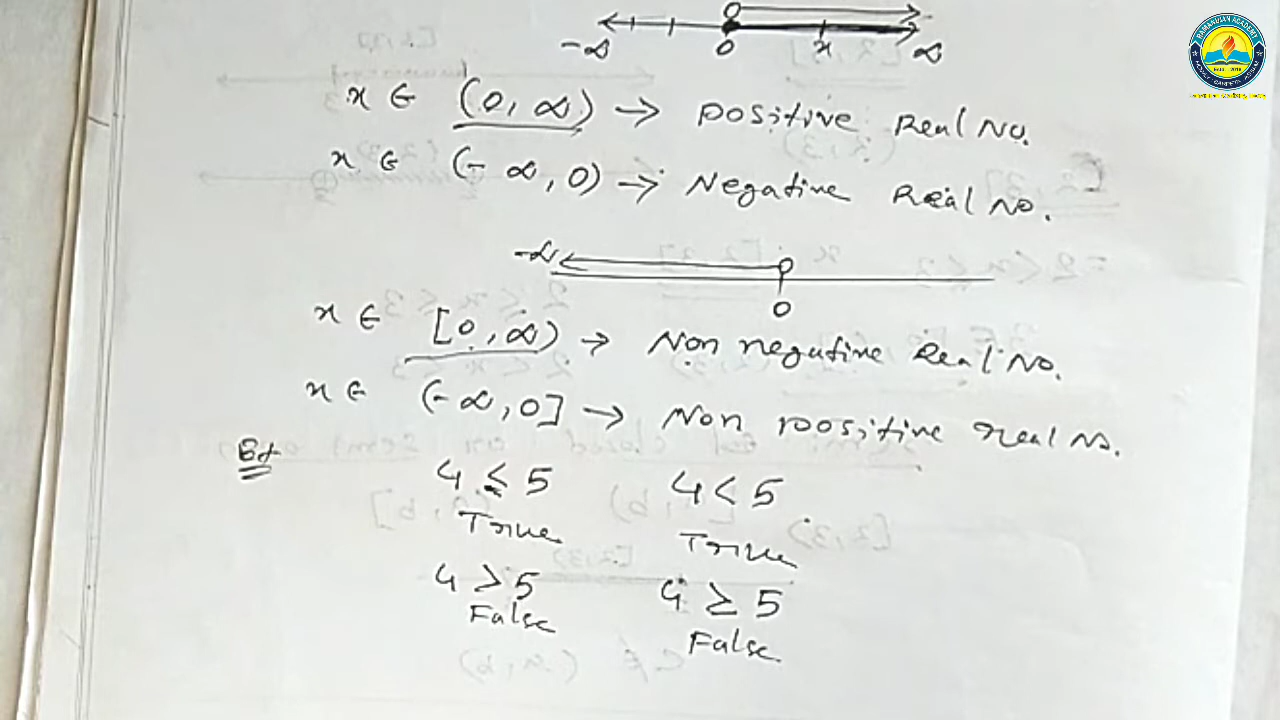 -∞ 0 x ∞
x ∈ (0, ∞) → Positive Real No.
x ∈ (-∞, 0) → Negative Real No.
-∞ 0
x ∈ [0, ∞) → Non negative Real No.
x ∈ (-∞, 0] → Non positive real No.
Ex
4 ≤ 5 4 < 5
True True
4 > 5 4 ≥ 5
False False